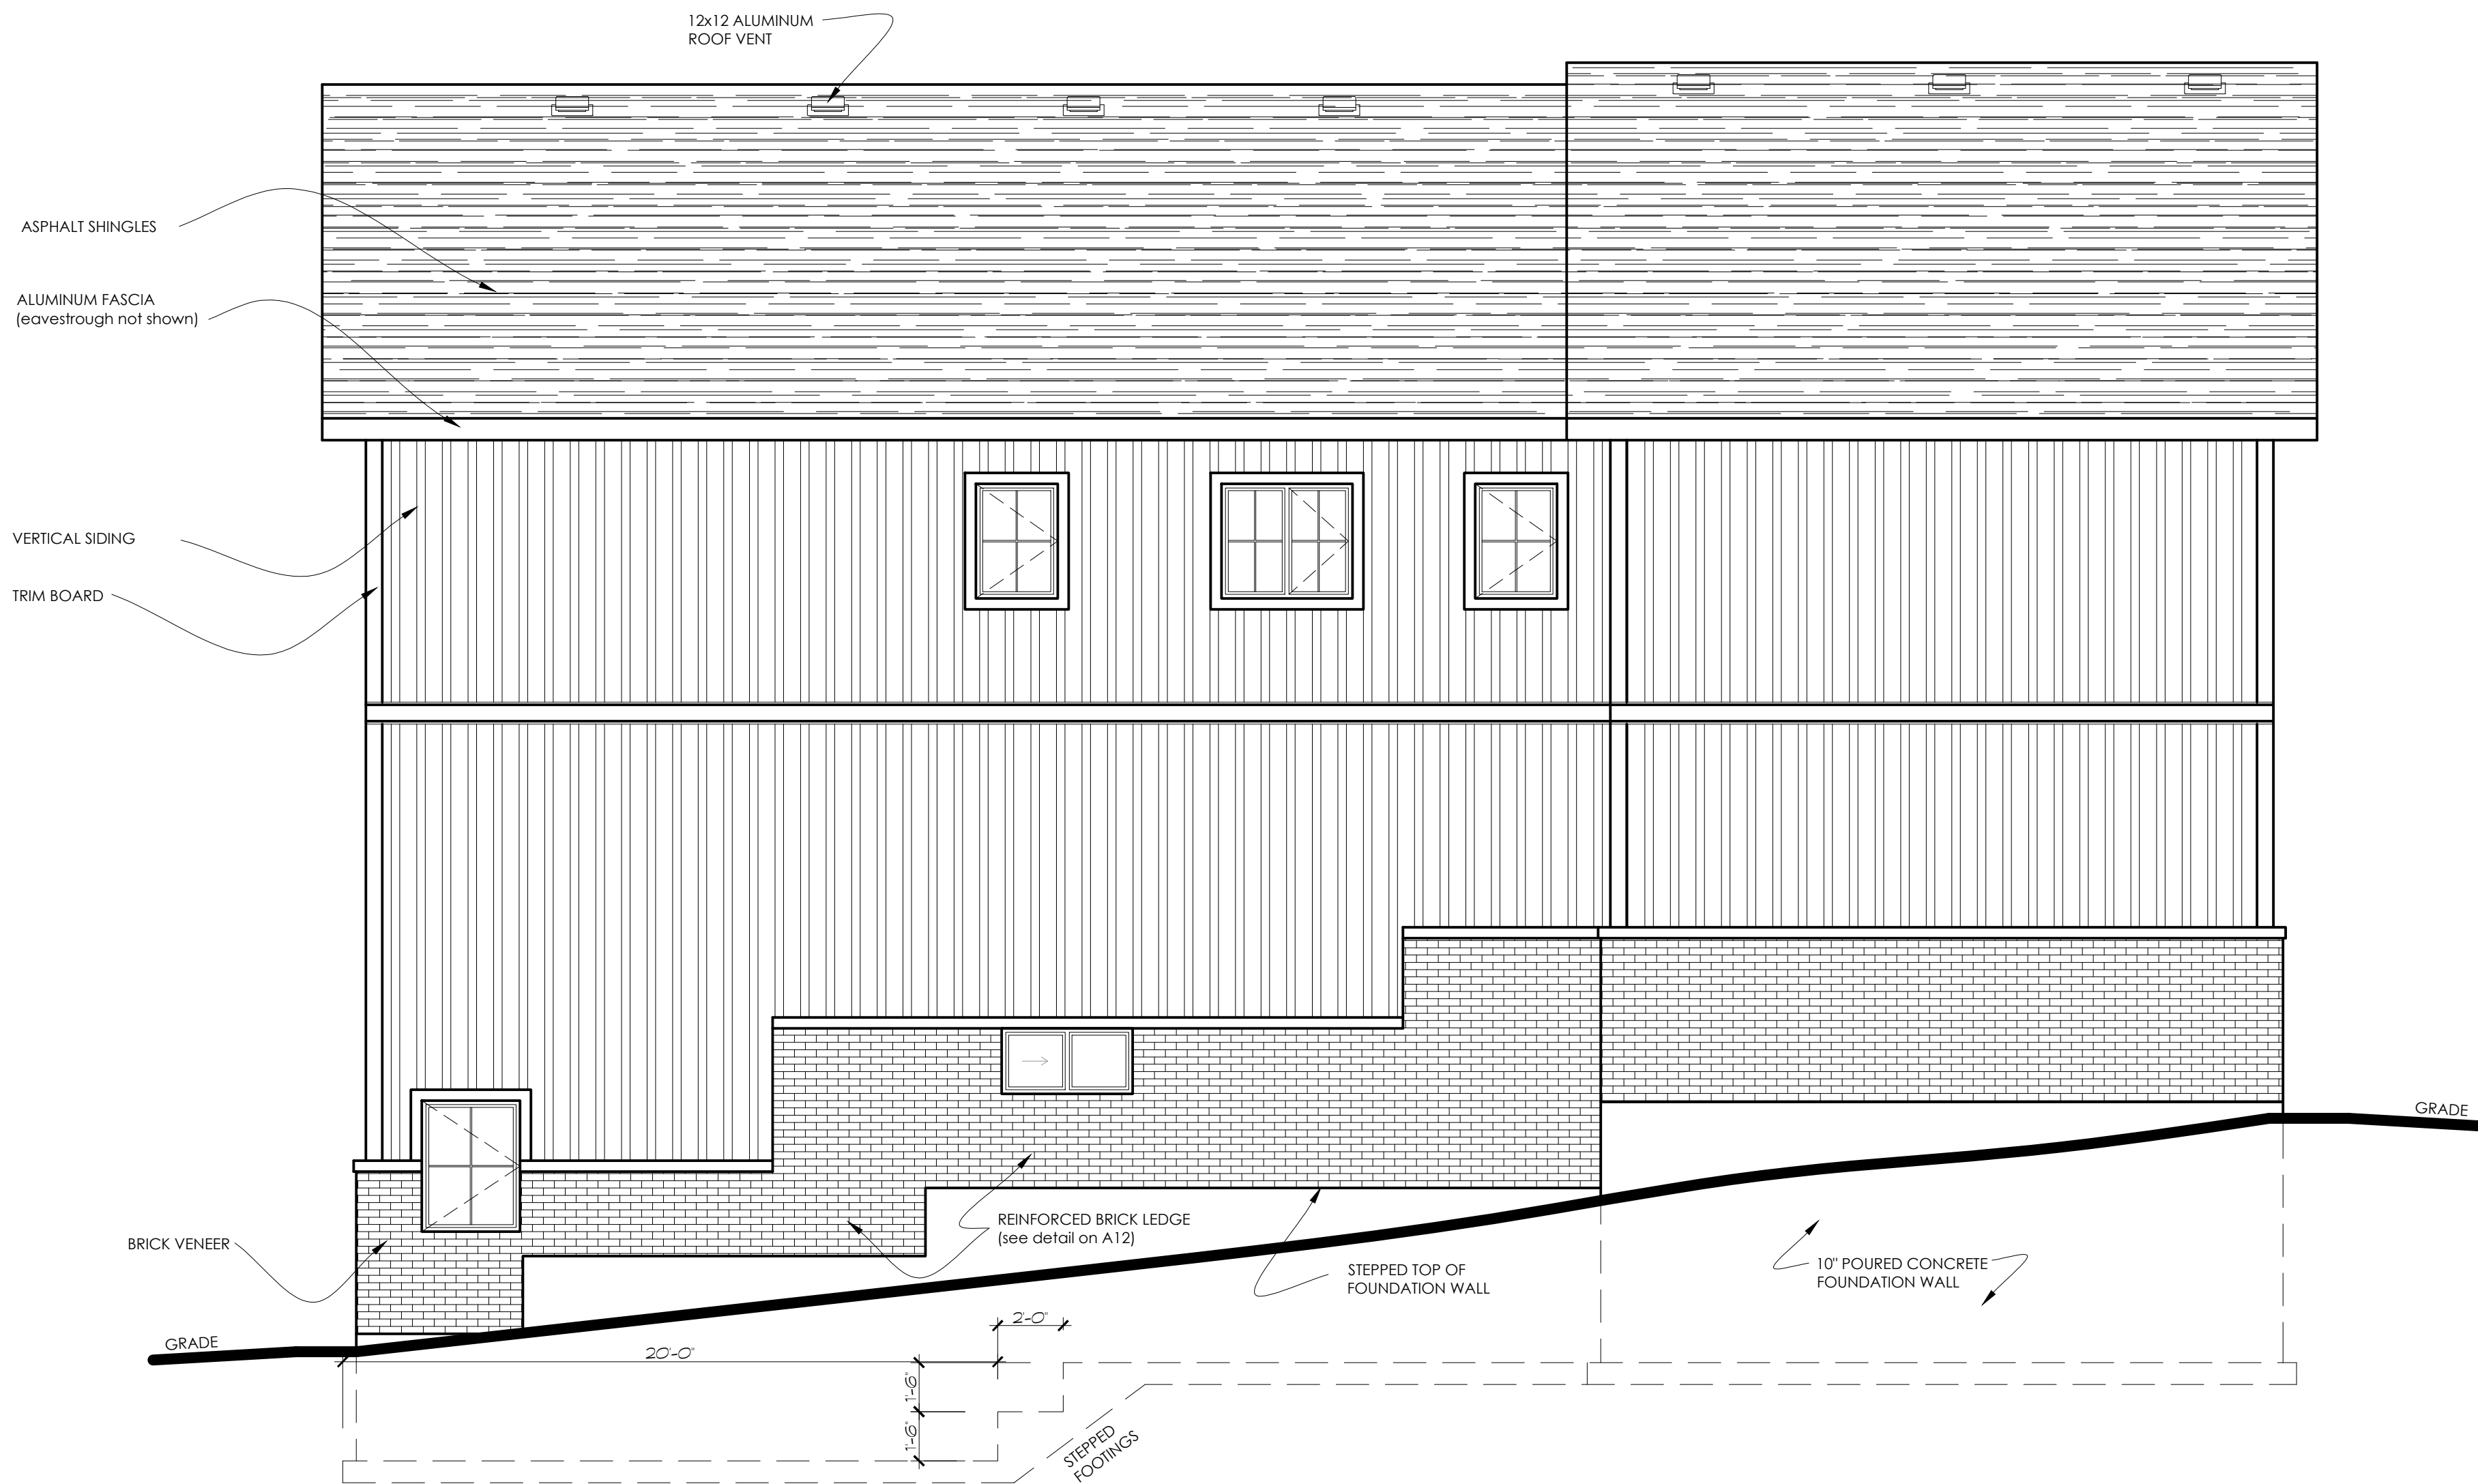 12x12 ALUMINUM
ROOF VENT
ASPHALT SHINGLES
ALUMINUM FASCIA
(eavestrough not shown)
VERTICAL SIDING
TRIM BOARD
GRADE
REINFORCED BRICK LEDGE
(see detail on A12)
BRICK VENEER
10" POURED CONCRETE
FOUNDATION WALL
STEPPED TOP OF
FOUNDATION WALL
GRADE
2'-0"
20'-0"
1'-6"
1'-6"
STEPPED
FOOTINGS